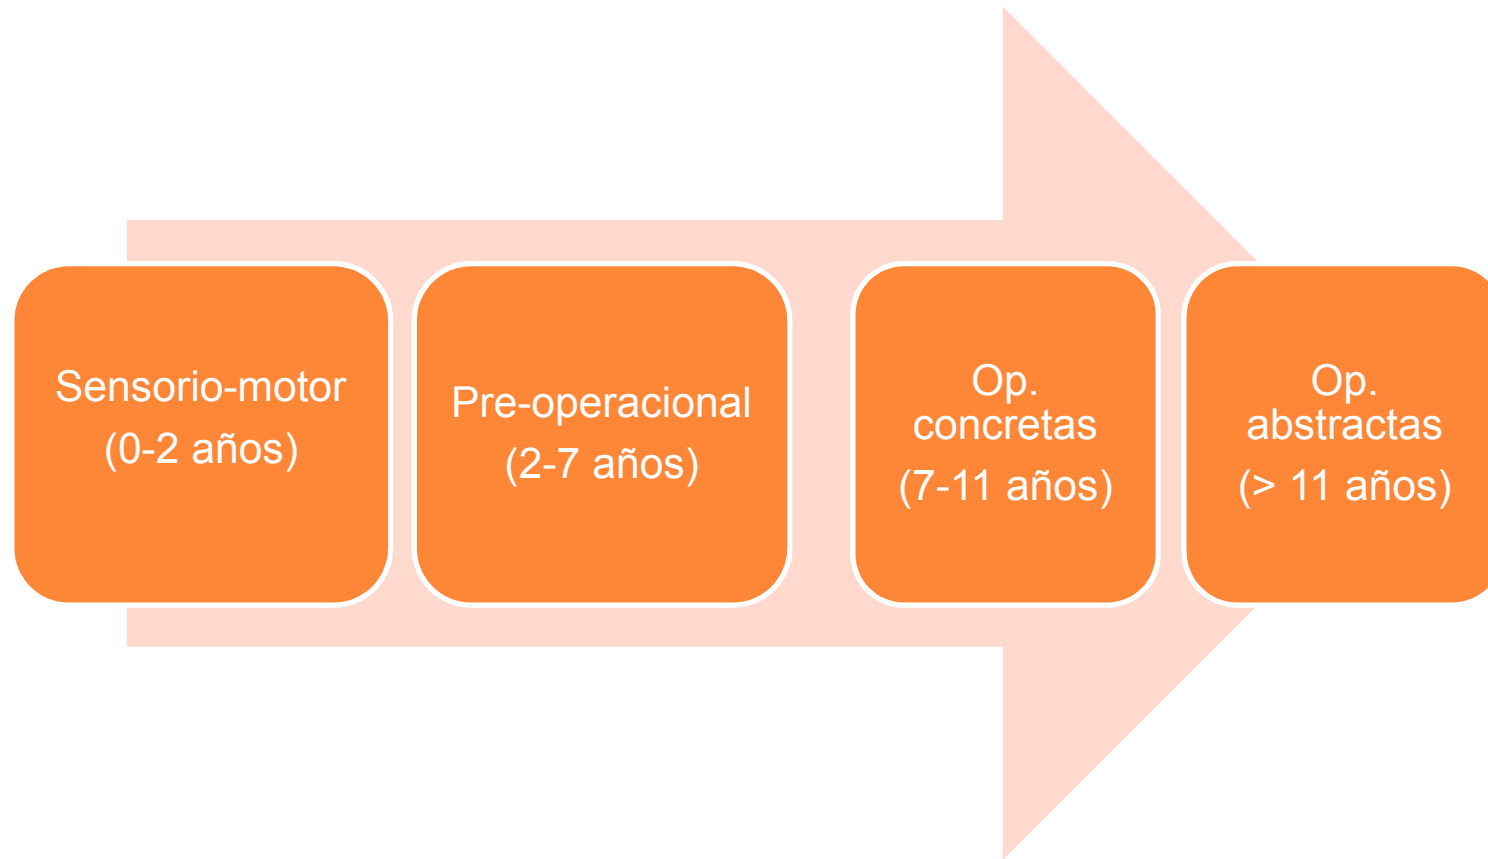 Sensorio-motor
(0-2 años)
Pre-operacional
(2-7 años)
Op.
concretas
(7-11 años)
Op.
abstractas
(> 11 años)